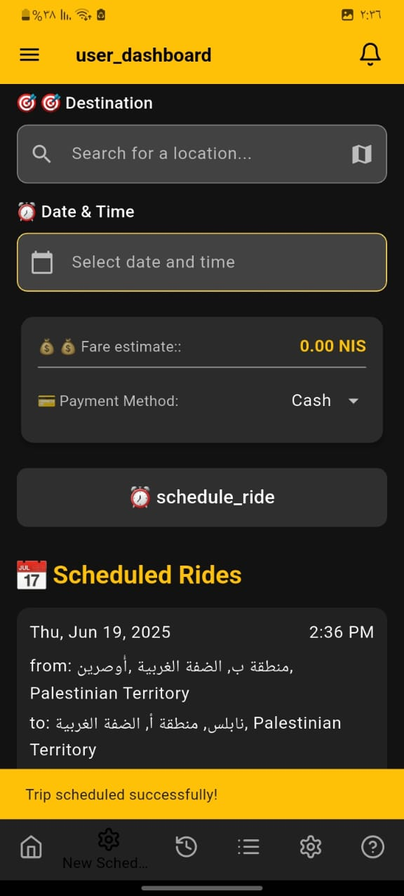 %٣٨ ٢:٣٦
user_dashboard
🎯 🎯 Destination
Search for a location...
⏰ Date & Time
Select date and time
💰 💰 Fare estimate:: 0.00 NIS
💳 Payment Method: Cash
⏰ schedule_ride
📅 Scheduled Rides
Thu, Jun 19, 2025 2:36 PM
from: منطقة ب, الضفة الغربية ,أوصرين,
Palestinian Territory
to: نابلس, منطقة أ, الضفة الغربية, Palestinian
Territory
Trip scheduled successfully!
New Sched...